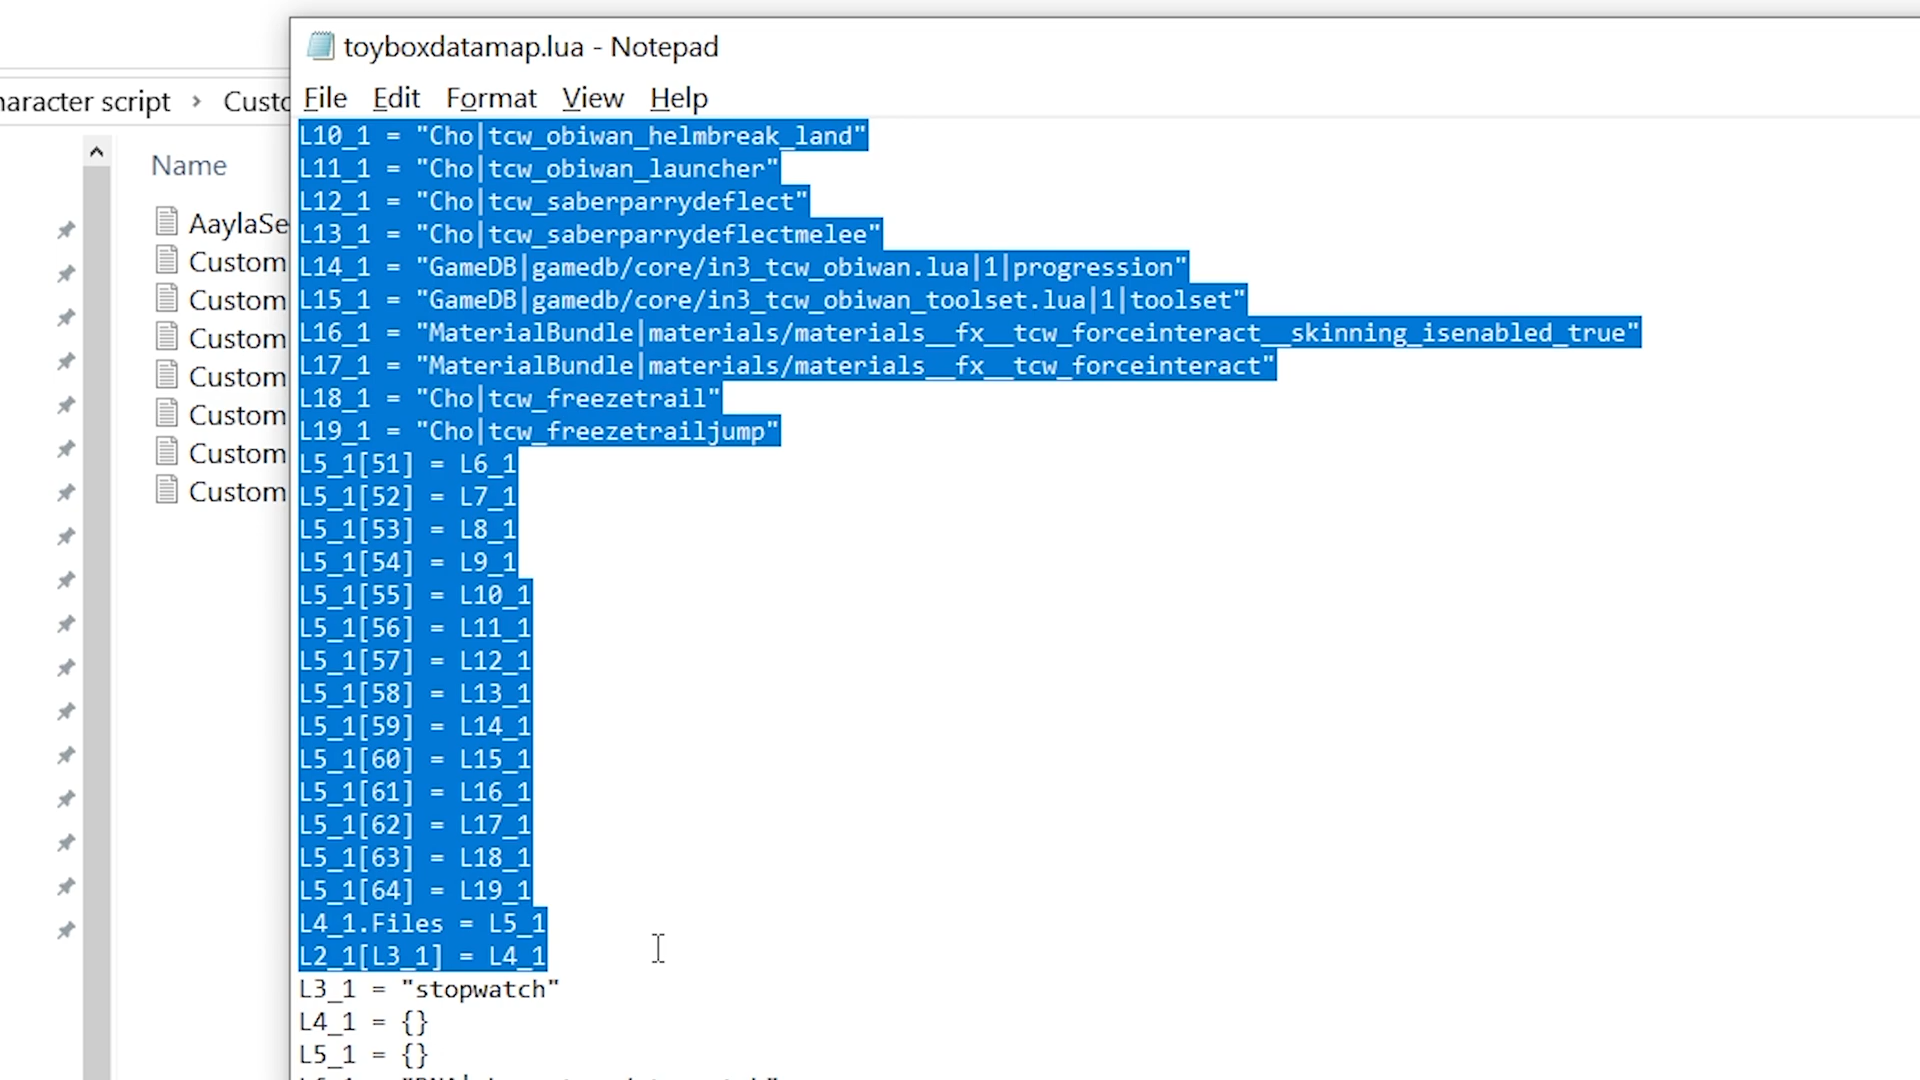 toyboxdatamap.lua - Notepad
haracter script > Custo
File Edit Format View Help
Name
AaylaSe
Custom
Custom
Custom
Custom
Custom
Custom
Custom
L10_1 = "Cho|tcw_obiwan_helmbreak_land"
L11_1 = "Cho|tcw_obiwan_launcher"
L12_1 = "Cho|tcw_saberparrydeflect"
L13_1 = "Cho|tcw_saberparrydeflectmelee"
L14_1 = "GameDB|gamedb/core/in3_tcw_obiwan.lua|1|progression"
L15_1 = "GameDB|gamedb/core/in3_tcw_obiwan_toolset.lua|1|toolset"
L16_1 = "MaterialBundle|materials/materials__fx__tcw_forceinteract__skinning_isenabled_true"
L17_1 = "MaterialBundle|materials/materials__fx__tcw_forceinteract"
L18_1 = "Cho|tcw_freezetrail"
L19_1 = "Cho|tcw_freezetrailjump"
L5_1[51] = L6_1
L5_1[52] = L7_1
L5_1[53] = L8_1
L5_1[54] = L9_1
L5_1[55] = L10_1
L5_1[56] = L11_1
L5_1[57] = L12_1
L5_1[58] = L13_1
L5_1[59] = L14_1
L5_1[60] = L15_1
L5_1[61] = L16_1
L5_1[62] = L17_1
L5_1[63] = L18_1
L5_1[64] = L19_1
L4_1.Files = L5_1
L2_1[L3_1] = L4_1
L3_1 = "stopwatch"
L4_1 = {}
L5_1 = {}